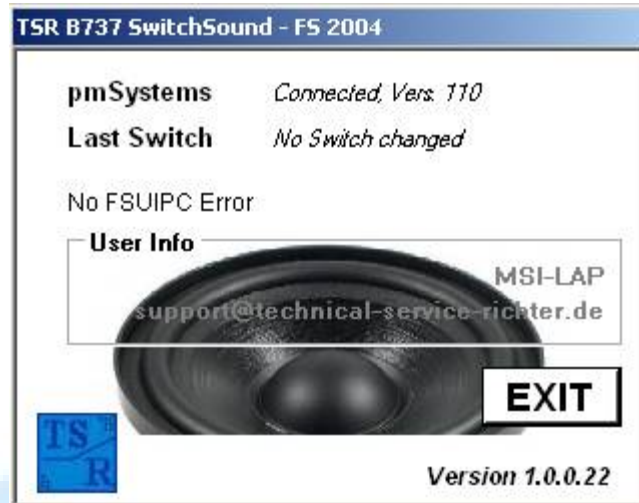 TSR B737 SwitchSound - FS 2004
pmSystems Connected, Vers. 110
Last Switch No Switch changed
No FSUIPC Error
User Info
MSI-LAP
support@technical-service-richter.de
EXIT
TS
R
Version 1.0.0.22